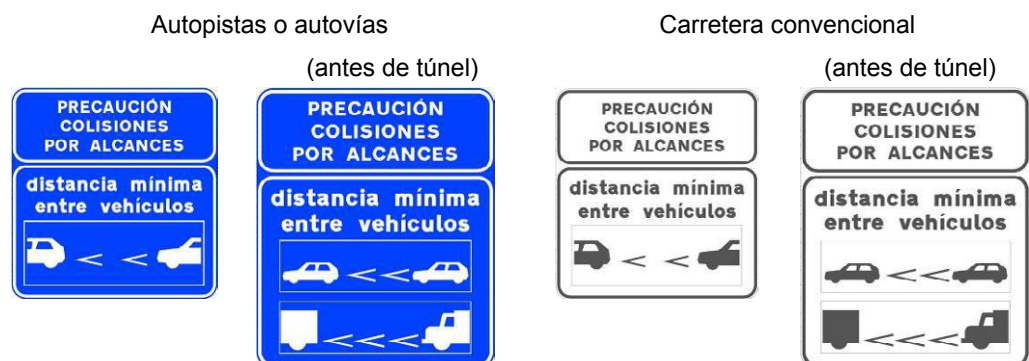 Autopistas o autovías
Carretera convencional
(antes de túnel)
(antes de túnel)
PRECAUCIÓN
COLISIONES
POR ALCANCES
distancia mínima
entre vehículos
PRECAUCIÓN
COLISIONES
POR ALCANCES
distancia mínima
entre vehículos
PRECAUCIÓN
COLISIONES
POR ALCANCES
distancia mínima
entre vehículos
PRECAUCIÓN
COLISIONES
POR ALCANCES
distancia mínima
entre vehículos